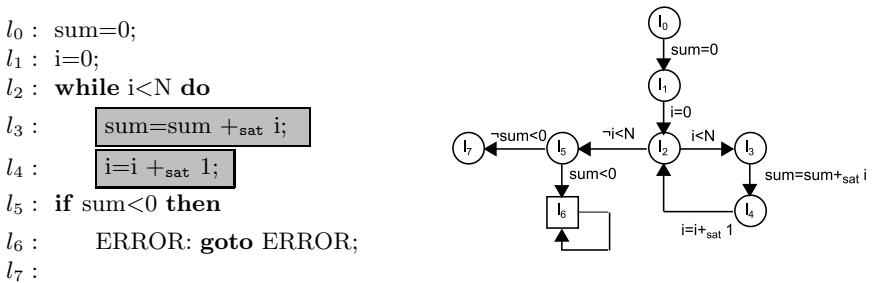 l₀ : sum=0;
l₁ : i=0;
l₂ : while i<N do
l₃ : sum=sum +sat i;
l₄ : i=i +sat 1;
l₅ : if sum<0 then
l₆ : ERROR: goto ERROR;
l₇ :
l₀
sum=0
l₁
i=0
l₇
¬sum<0
l₅
¬i<N
l₂
i<N
l₃
sum<0
sum=sum+sat i
l₆
l₄
i=i+sat 1